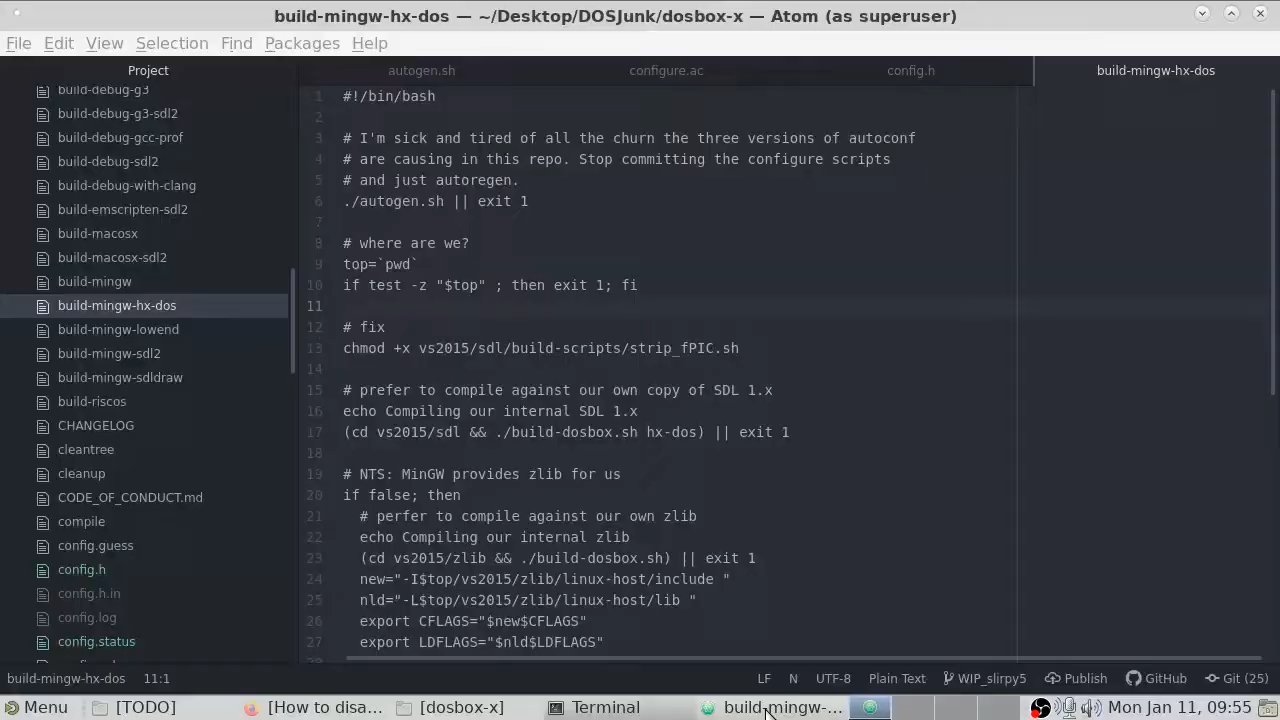 build-mingw-hx-dos — ~/Desktop/DOSJunk/dosbox-x — Atom (as superuser)
File Edit View Selection Find Packages Help
Project
autogen.sh configure.ac config.h build-mingw-hx-dos
build-debug-g3
build-debug-g3-sdl2
build-debug-gcc-prof
build-debug-sdl2
build-debug-with-clang
build-emscripten-sdl2
build-macosx
build-macosx-sdl2
build-mingw
build-mingw-hx-dos
build-mingw-lowend
build-mingw-sdl2
build-mingw-sdldraw
build-riscos
CHANGELOG
cleantree
cleanup
CODE_OF_CONDUCT.md
compile
config.guess
config.h
config.h.in
config.log
config.status
1 #!/bin/bash
2
3 # I'm sick and tired of all the churn the three versions of autoconf
4 # are causing in this repo. Stop committing the configure scripts
5 # and just autoregen.
6 ./autogen.sh || exit 1
7
8 # where are we?
9 top=`pwd`
10 if test -z "$top" ; then exit 1; fi
11
12 # fix
13 chmod +x vs2015/sdl/build-scripts/strip_fPIC.sh
14
15 # prefer to compile against our own copy of SDL 1.x
16 echo Compiling our internal SDL 1.x
17 (cd vs2015/sdl && ./build-dosbox.sh hx-dos) || exit 1
18
19 # NTS: MinGW provides zlib for us
20 if false; then
21 # perfer to compile against our own zlib
22 echo Compiling our internal zlib
23 (cd vs2015/zlib && ./build-dosbox.sh) || exit 1
24 new="-I$top/vs2015/zlib/linux-host/include "
25 nld="-L$top/vs2015/zlib/linux-host/lib "
26 export CFLAGS="$new$CFLAGS"
27 export LDFLAGS="$nld$LDFLAGS"
28
build-mingw-hx-dos 11:1 LF N UTF-8 Plain Text WIP_slirpy5 Publish GitHub Git (25)
Menu [TODO] [How to disa... [dosbox-x] Terminal build-mingw-... Mon Jan 11, 09:55